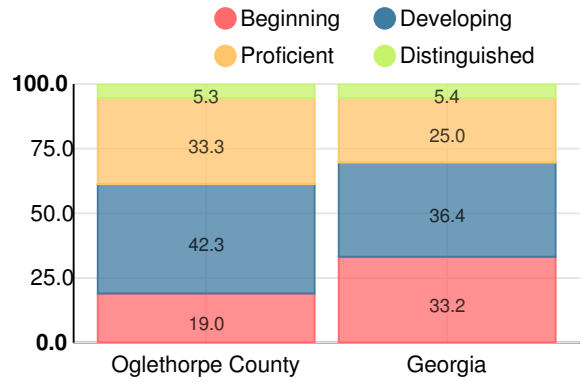 Beginning
Developing
Proficient
Distinguished
100.0
75.0
50.0
25.0
0.0
5.3
33.3
42.3
19.0
5.4
25.0
36.4
33.2
Oglethorpe County
Georgia